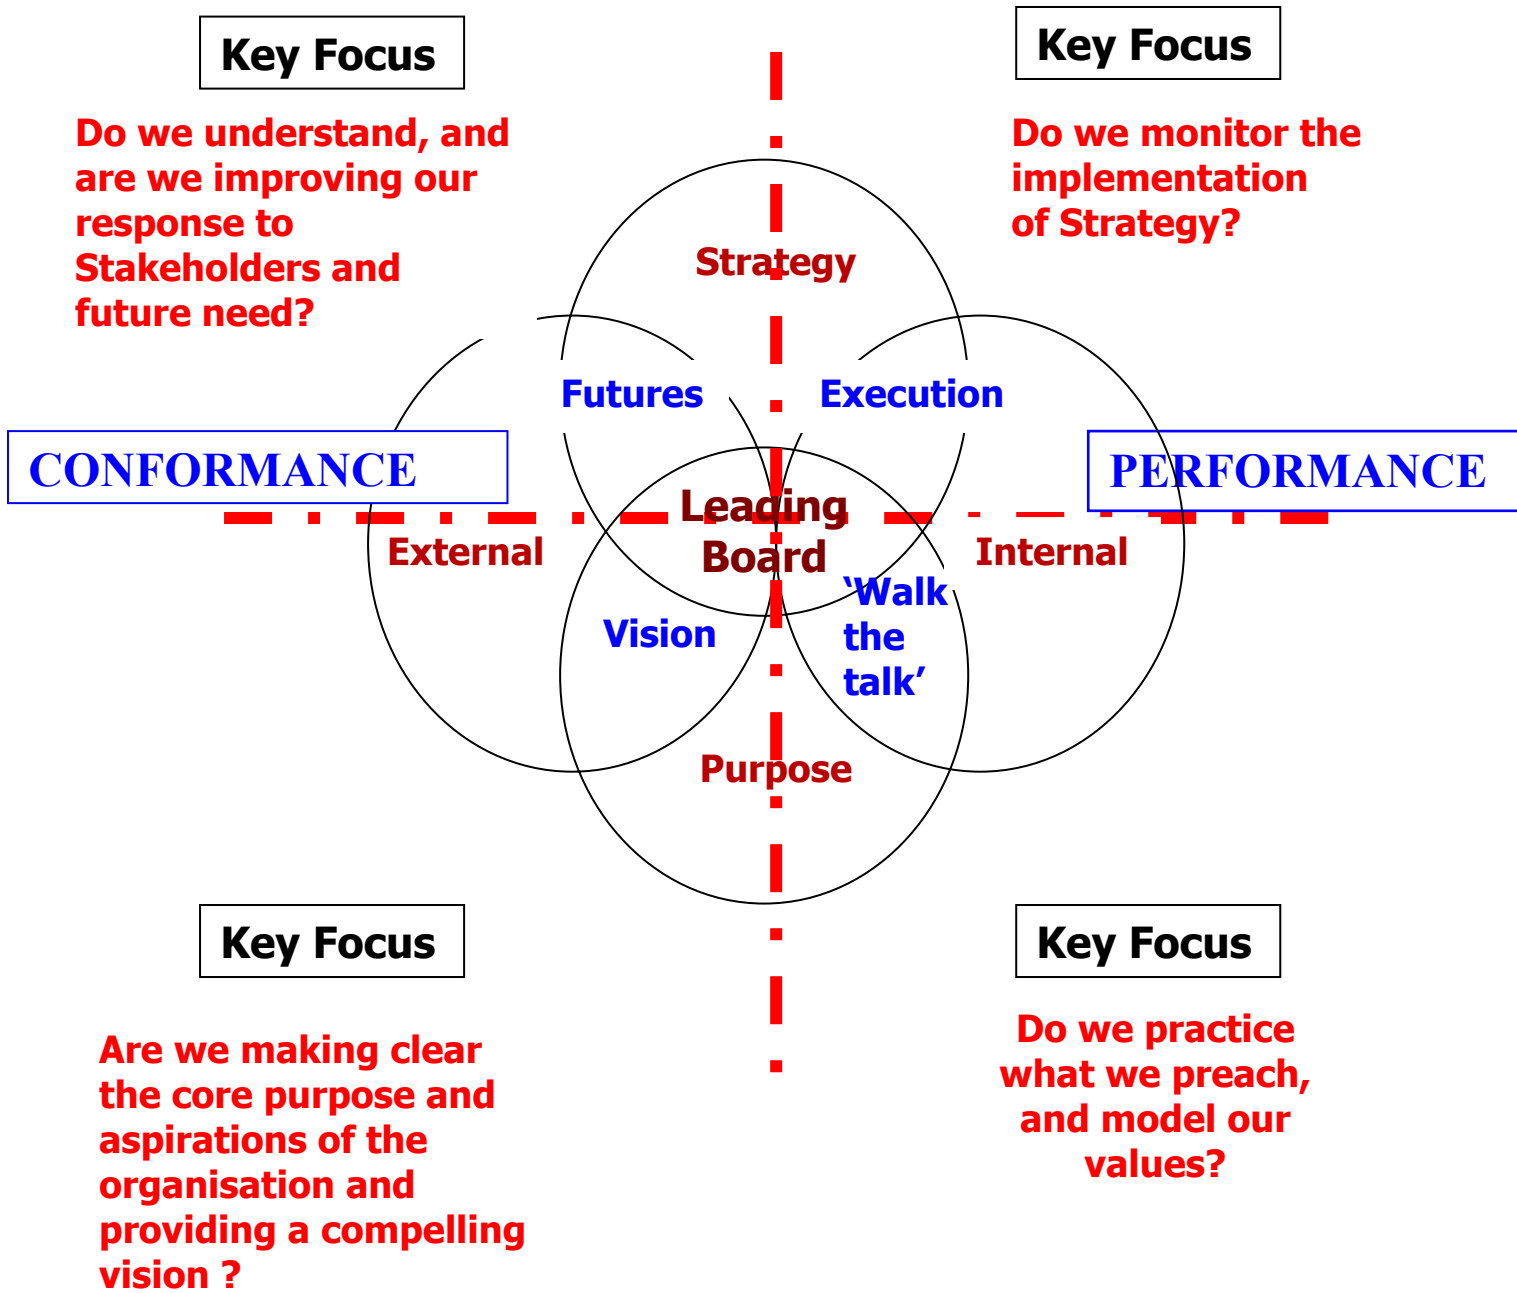 Key Focus
Do we understand, and
are we improving our
response to
Stakeholders and
future need?
Key Focus
Do we monitor the
implementation
of Strategy?
Strategy
Futures
Execution
CONFORMANCE
PERFORMANCE
Leading
Board
External
Internal
Vision
‘Walk
the
talk’
Purpose
Key Focus
Are we making clear
the core purpose and
aspirations of the
organisation and
providing a compelling
vision ?
Key Focus
Do we practice
what we preach,
and model our
values?